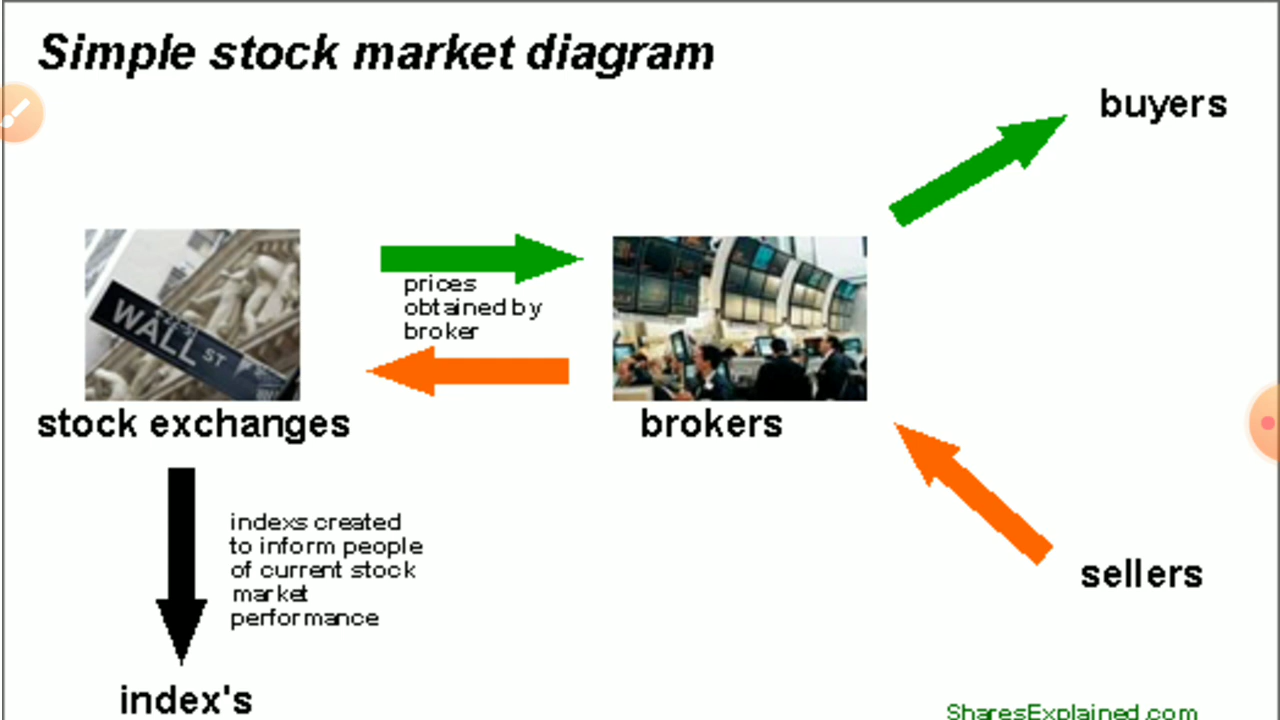 Simple stock market diagram
buyers
prices
obtained by
broker
WALL ST
stock exchanges
brokers
indexs created
to inform people
of current stock
market
performance
sellers
index's
SharesExplained.com